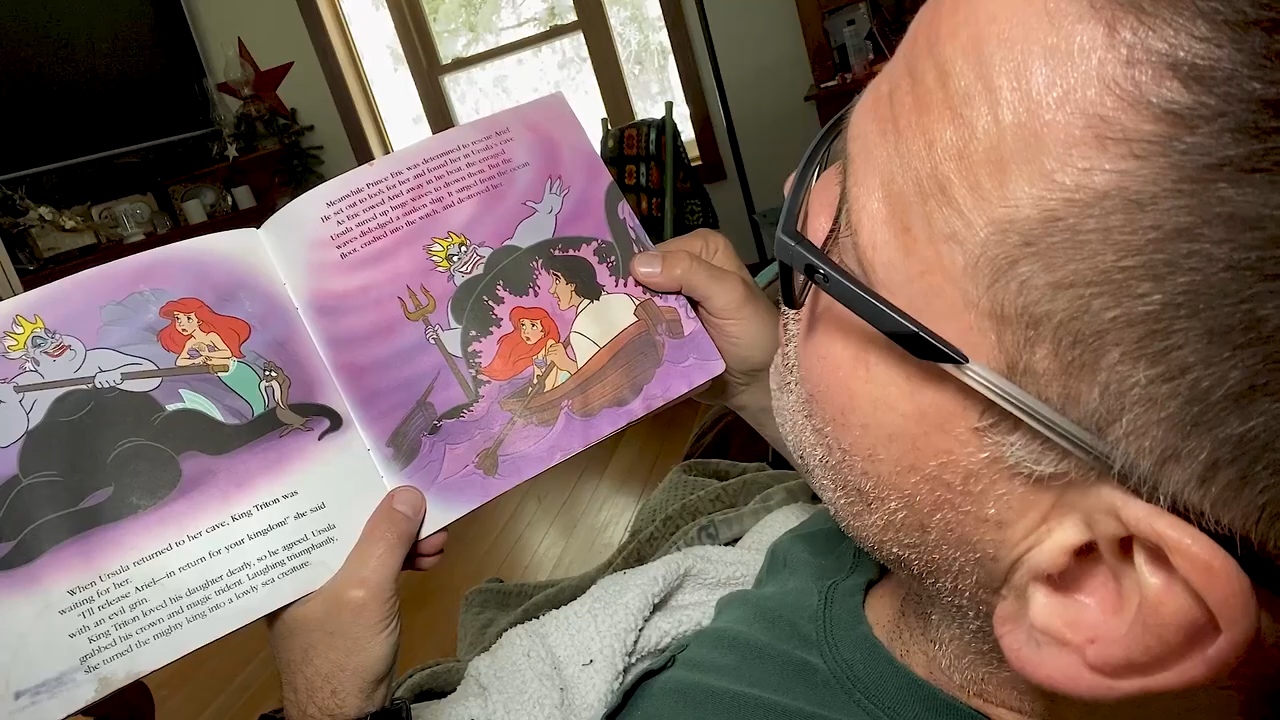 When Ursula returned to her cave, King Triton was
waiting for her.
"I'll release Ariel—in return for your kingdom!" she said
with an evil grin.
King Triton loved his daughter dearly, so he agreed. Ursula
grabbed his crown and magic trident. Laughing triumphantly,
she turned the mighty king into a lowly sea creature.
Meanwhile Prince Eric was determined to rescue Ariel.
He set out to look for her and found her in Ursula's cave
As Eric rowed Ariel away in his boat, the enraged
Ursula stirred up huge waves to drown them. But the
waves dislodged a sunken ship. It surged from the ocean
floor, crashed into the witch, and destroyed her.